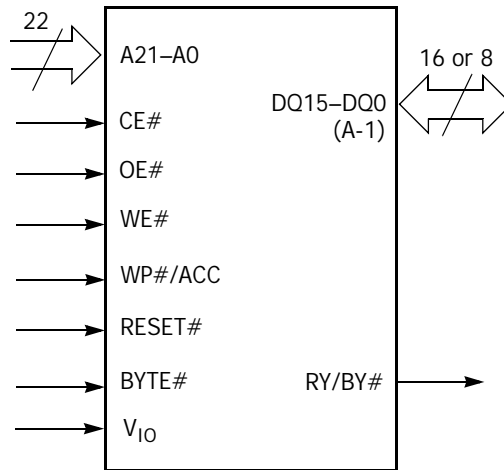 22
A21–A0
16 or 8
DQ15–DQ0
(A-1)
CE#
OE#
WE#
WP#/ACC
RESET#
BYTE#
RY/BY#
VIO